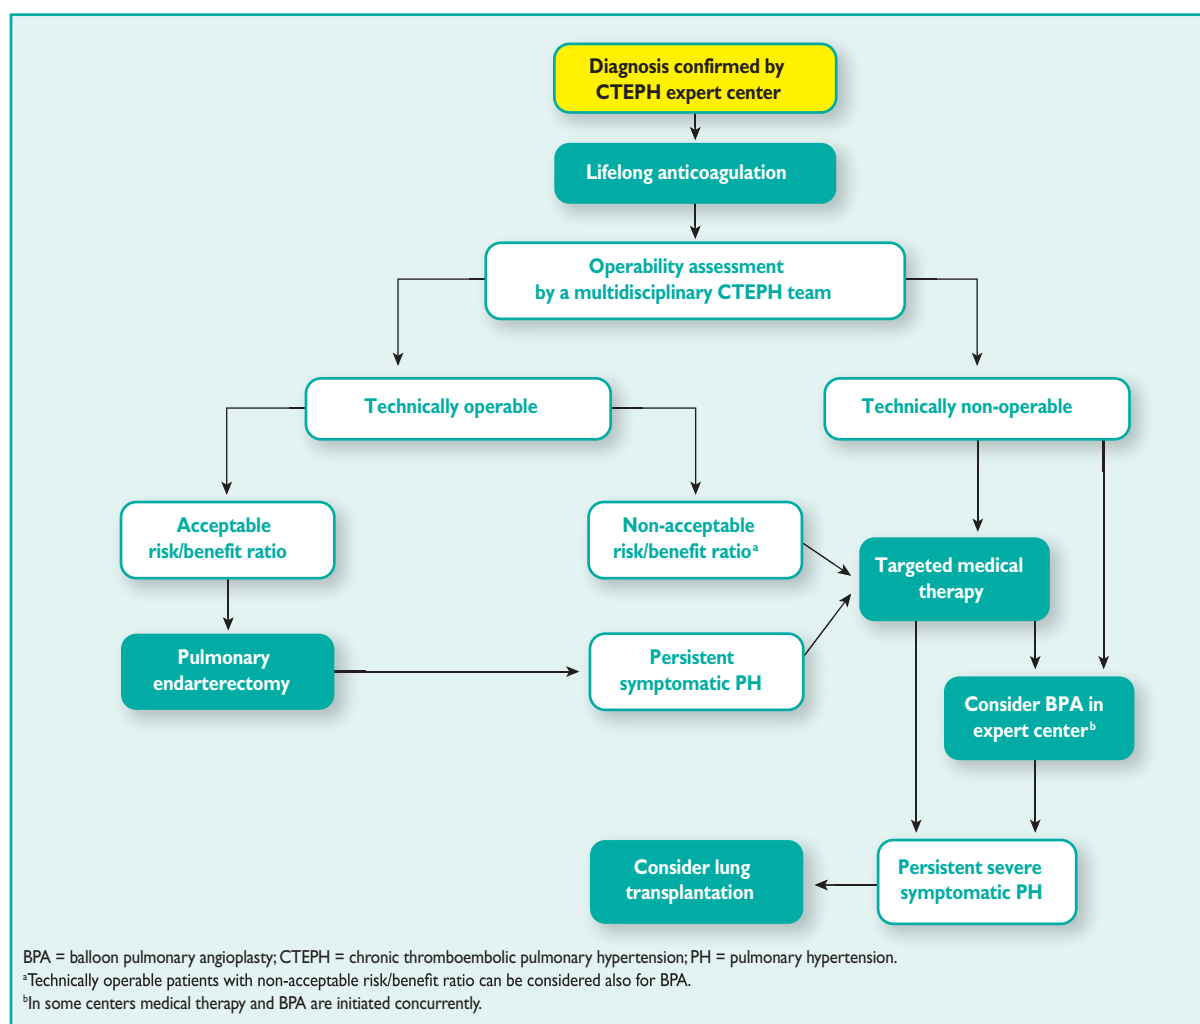 Diagnosis confirmed by
CTEPH expert center
Lifelong anticoagulation
Operability assessment
by a multidisciplinary CTEPH team
Technically operable
Technically non-operable
Acceptable
risk/benefit ratio
Non-acceptable
risk/benefit ratioᵃ
Targeted medical
therapy
Pulmonary
endarterectomy
Persistent
symptomatic PH
Consider BPA in
expert centerᵇ
Consider lung
transplantation
Persistent severe
symptomatic PH
BPA = balloon pulmonary angioplasty; CTEPH = chronic thromboembolic pulmonary hypertension; PH = pulmonary hypertension.
ᵃTechnically operable patients with non-acceptable risk/benefit ratio can be considered also for BPA.
ᵇIn some centers medical therapy and BPA are initiated concurrently.